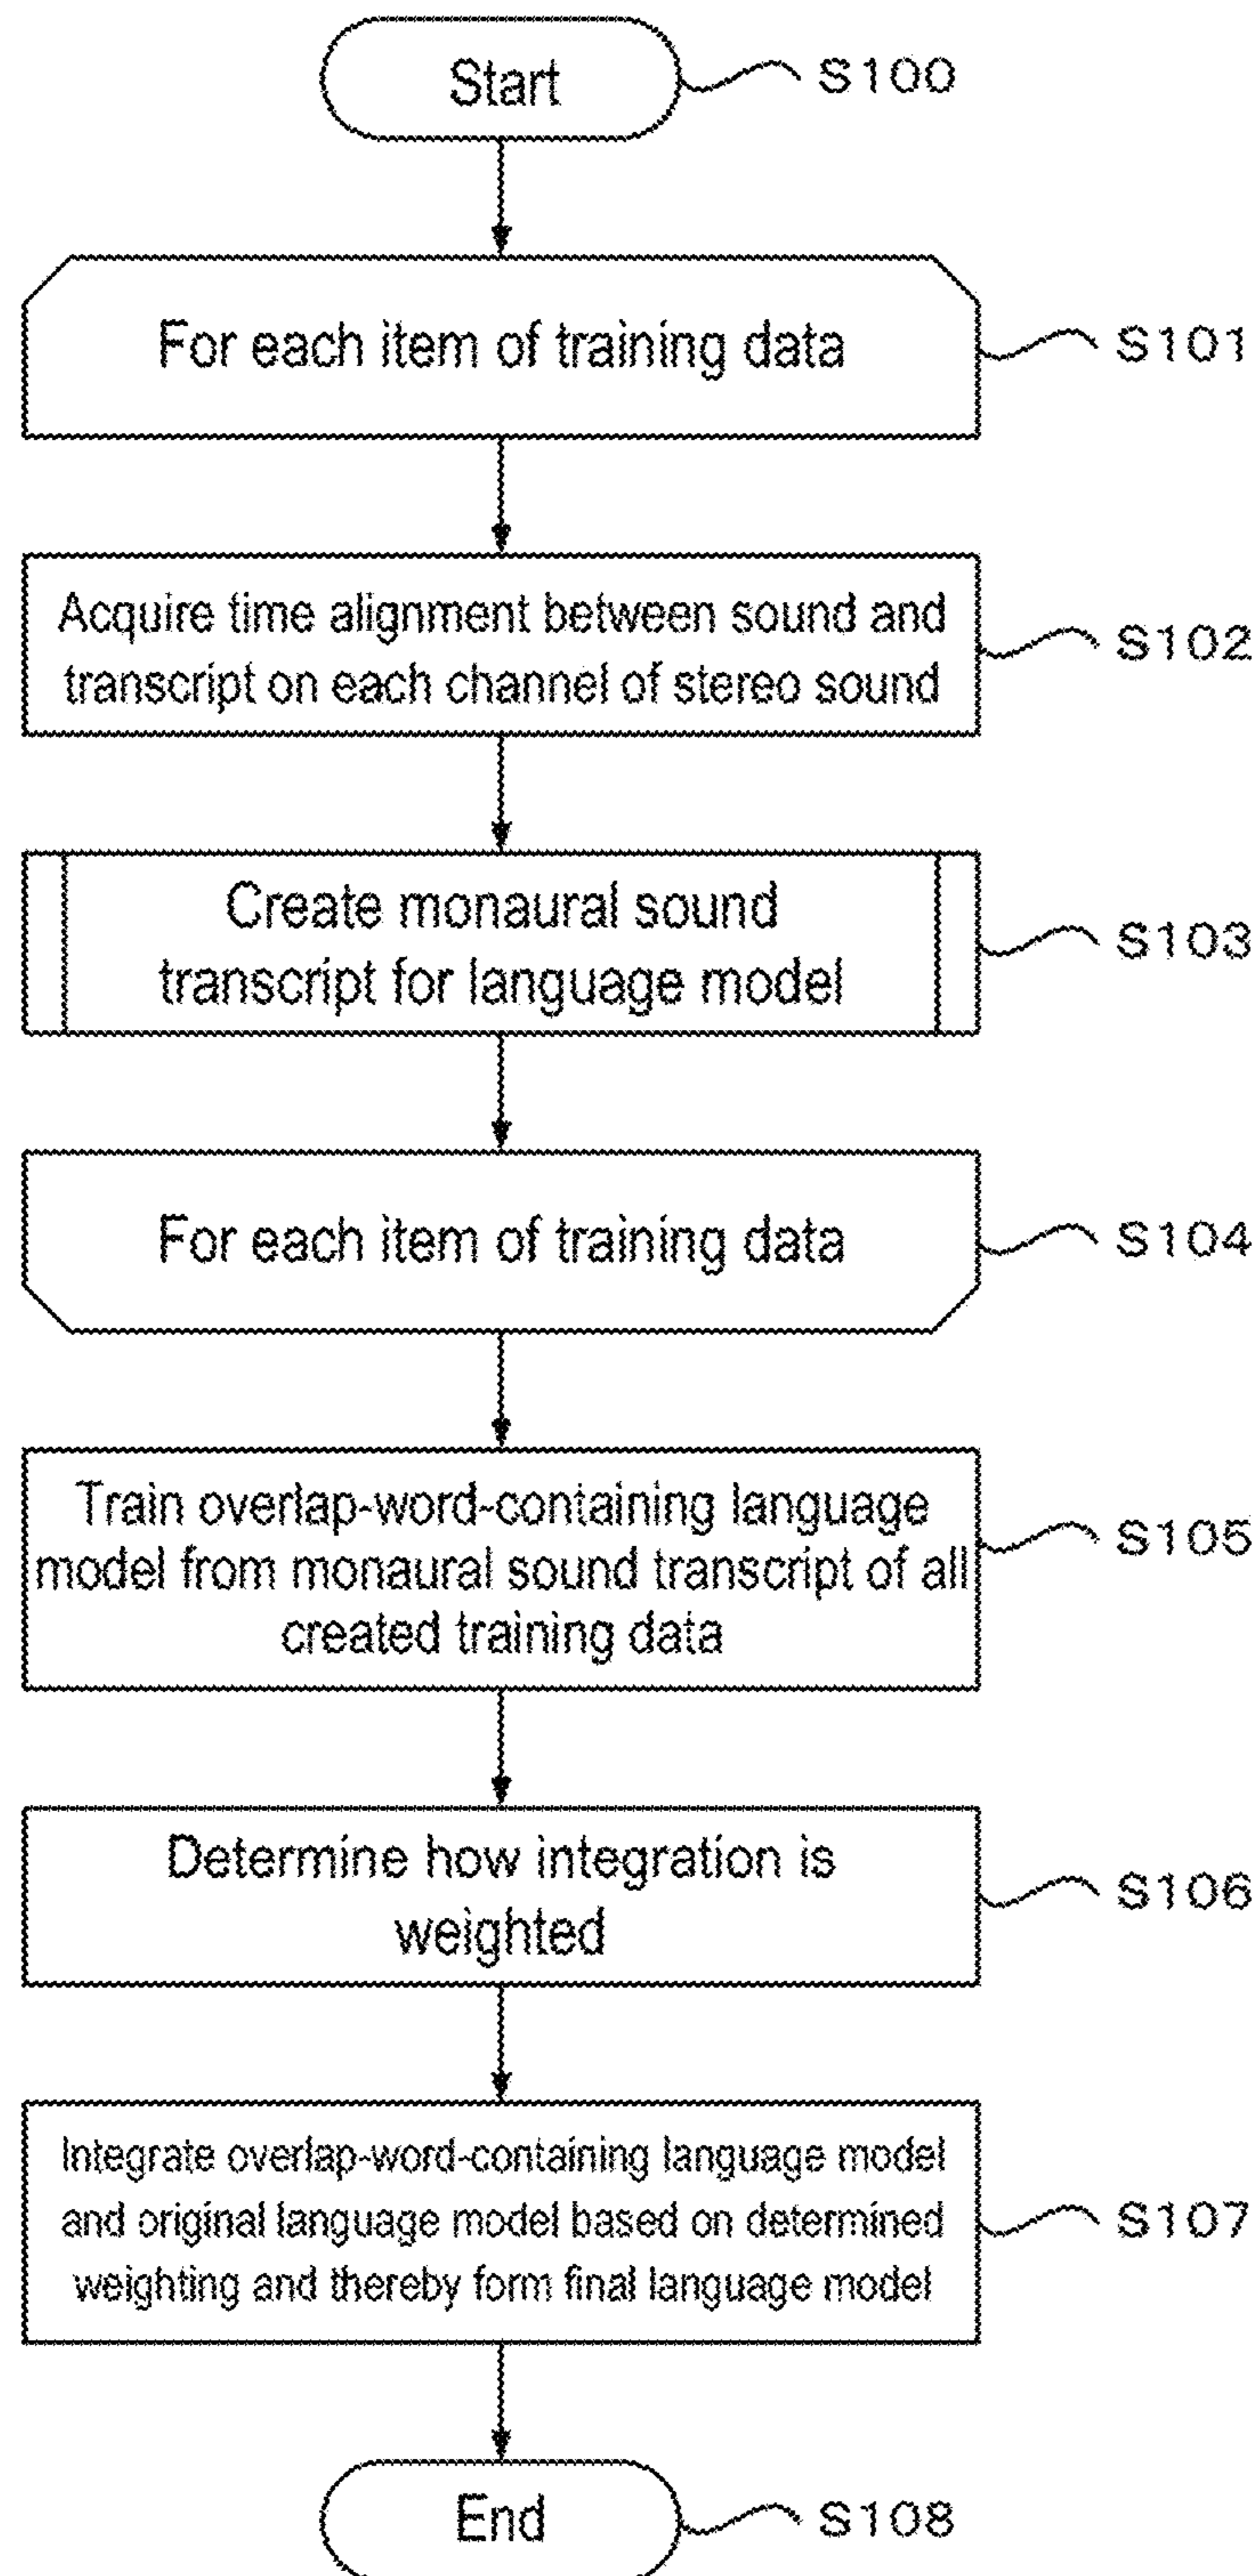 Start
S100
For each item of training data
S101
Acquire time alignment between sound and
transcript on each channel of stereo sound
S102
Create monaural sound
transcript for language model
S103
For each item of training data
S104
Train overlap-word-containing language
model from monaural sound transcript of all
created training data
S105
Determine how integration is
weighted
S106
Integrate overlap-word-containing language model
and original language model based on determined
weighting and thereby form final language model
S107
End
S108